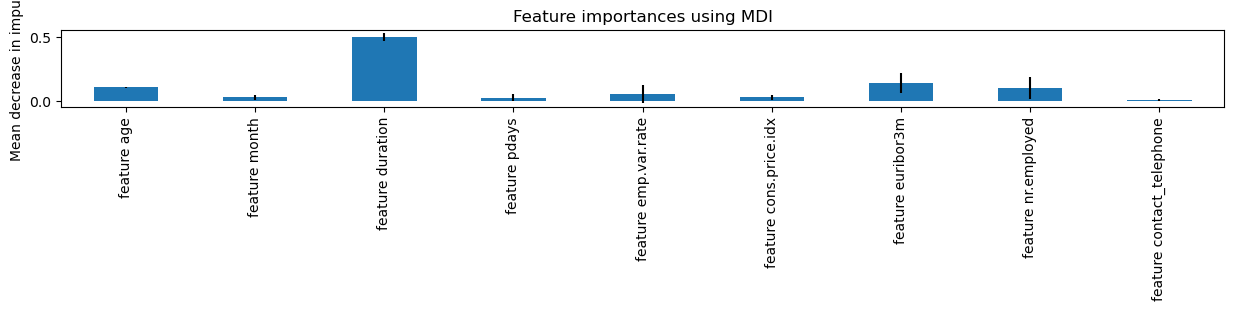 Feature importances using MDI
Mean decrease in impu
0.5
0.0
feature age
feature month
feature duration
feature pdays
feature emp.var.rate
feature cons.price.idx
feature euribor3m
feature nr.employed
feature contact_telephone